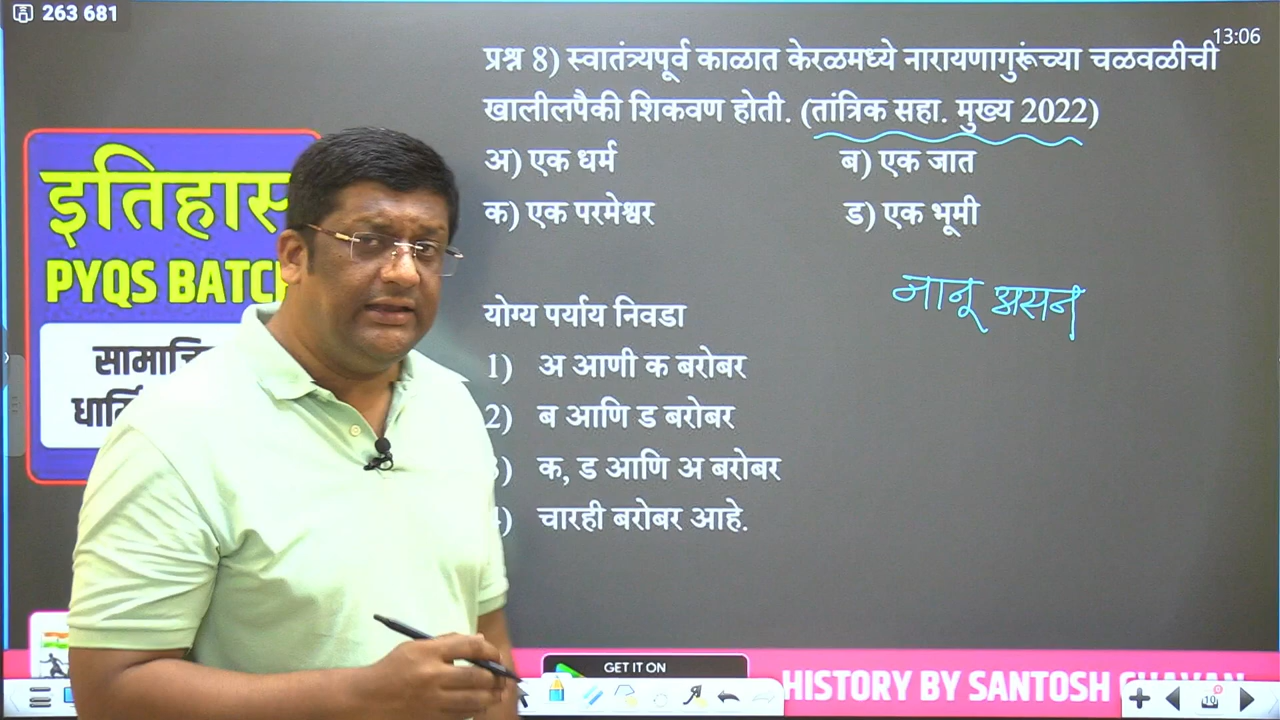 263 681
13:06
प्रश्न 8) स्वातंत्र्यपूर्व काळात केरळमध्ये नारायणागुरूंच्या चळवळीची
खालीलपैकी शिकवण होती. (तांत्रिक सहा. मुख्य 2022)
अ) एक धर्म ब) एक जात
क) एक परमेश्वर ड) एक भूमी
जानू असन
योग्य पर्याय निवडा
1) अ आणी क बरोबर
2) ब आणि ड बरोबर
) क, ड आणि अ बरोबर
) चारही बरोबर आहे.
इतिहास
PYQS BATC
सामाजि
धार्मि
GET IT ON
HISTORY BY SANTOSH
10